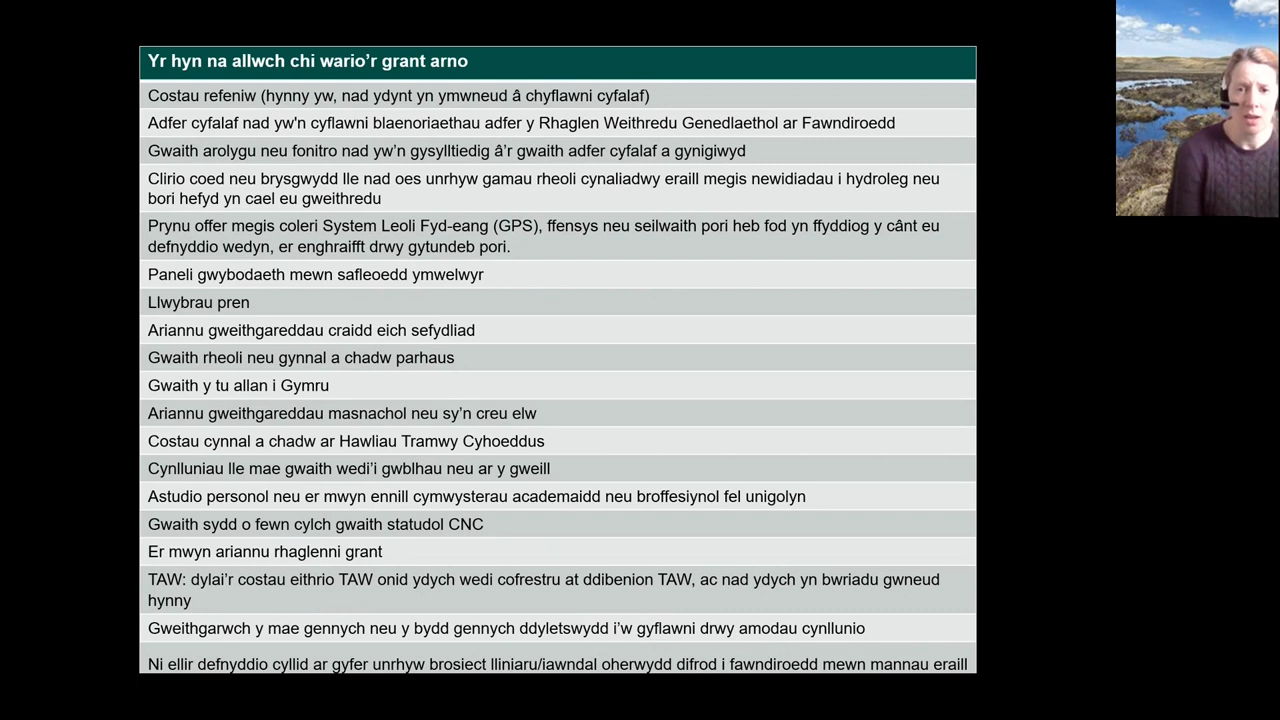 Yr hyn na allwch chi wario’r grant arno
Costau refeniw (hynny yw, nad ydynt yn ymwneud â chyflawni cyfalaf)
Adfer cyfalaf nad yw'n cyflawni blaenoriaethau adfer y Rhaglen Weithredu Genedlaethol ar Fawndiroedd
Gwaith arolygu neu fonitro nad yw’n gysylltiedig â’r gwaith adfer cyfalaf a gynigiwyd
Clirio coed neu brysgwydd lle nad oes unrhyw gamau rheoli cynaliadwy eraill megis newidiadau i hydroleg neu
bori hefyd yn cael eu gweithredu
Prynu offer megis coleri System Leoli Fyd-eang (GPS), ffensys neu seilwaith pori heb fod yn ffyddiog y cânt eu
defnyddio wedyn, er enghraifft drwy gytundeb pori.
Paneli gwybodaeth mewn safleoedd ymwelwyr
Llwybrau pren
Ariannu gweithgareddau craidd eich sefydliad
Gwaith rheoli neu gynnal a chadw parhaus
Gwaith y tu allan i Gymru
Ariannu gweithgareddau masnachol neu sy’n creu elw
Costau cynnal a chadw ar Hawliau Tramwy Cyhoeddus
Cynlluniau lle mae gwaith wedi’i gwblhau neu ar y gweill
Astudio personol neu er mwyn ennill cymwysterau academaidd neu broffesiynol fel unigolyn
Gwaith sydd o fewn cylch gwaith statudol CNC
Er mwyn ariannu rhaglenni grant
TAW: dylai’r costau eithrio TAW onid ydych wedi cofrestru at ddibenion TAW, ac nad ydych yn bwriadu gwneud
hynny
Gweithgarwch y mae gennych neu y bydd gennych ddyletswydd i’w gyflawni drwy amodau cynllunio
Ni ellir defnyddio cyllid ar gyfer unrhyw brosiect lliniaru/iawndal oherwydd difrod i fawndiroedd mewn mannau eraill